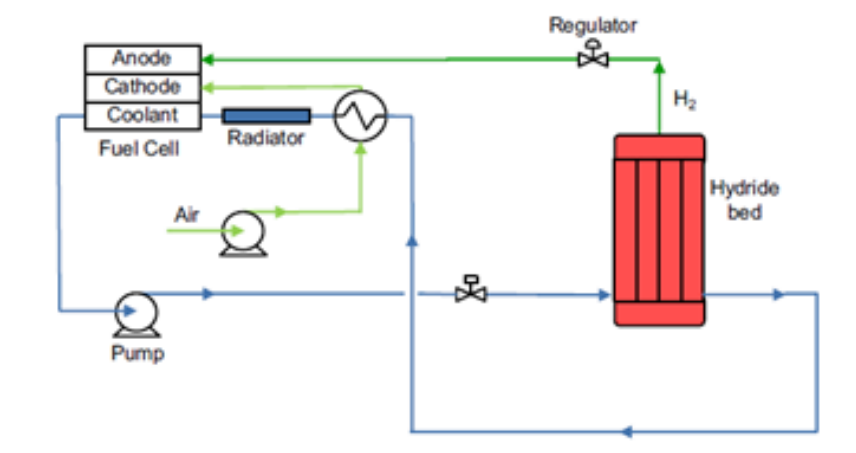 Regulator
Anode
Cathode
Coolant
Fuel Cell
Radiator
H₂
Hydride
bed
Air
Pump